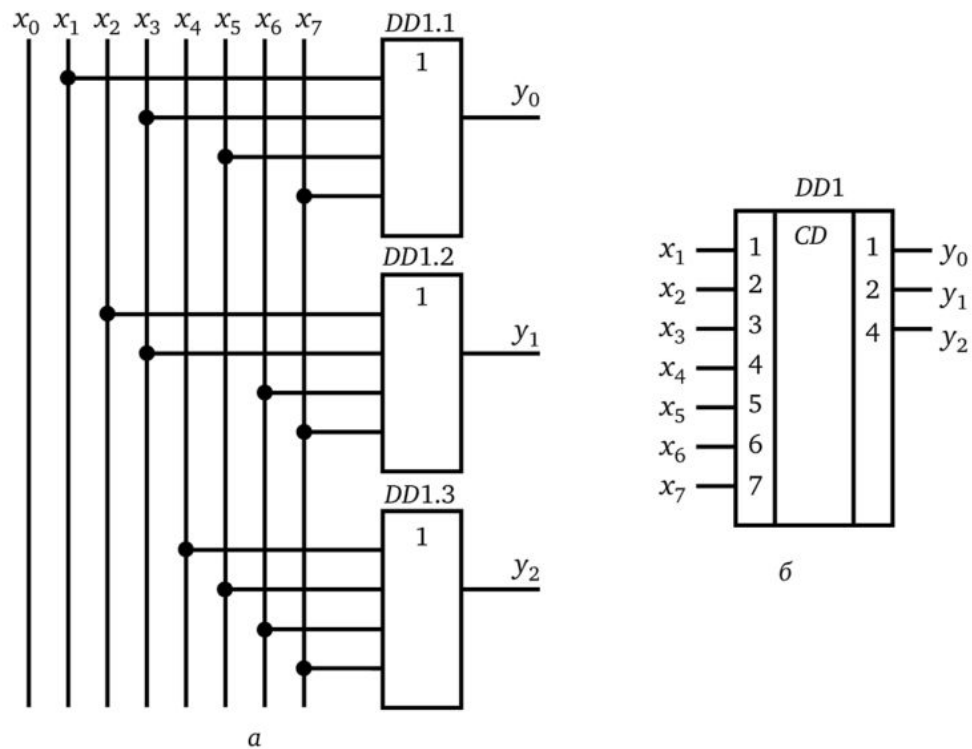 x₀ x₁ x₂ x₃ x₄ x₅ x₆ x₇
DD1.1
1
y₀
DD1.2
1
y₁
DD1.3
1
y₂
а
DD1
CD
x₁ 1 1 y₀
x₂ 2 2 y₁
x₃ 3 4 y₂
x₄ 4
x₅ 5
x₆ 6
x₇ 7
б